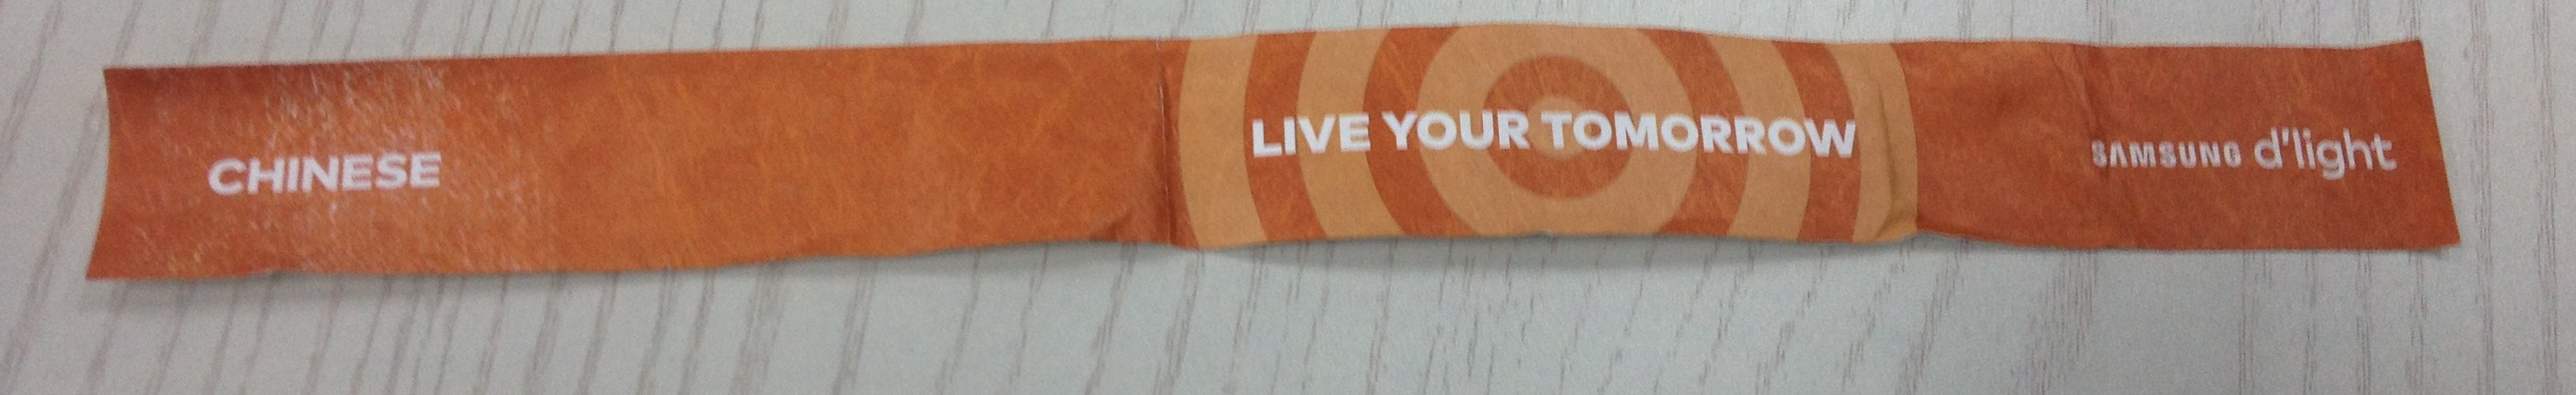 CHINESE
LIVE YOUR TOMORROW
SAMSUNG d'light